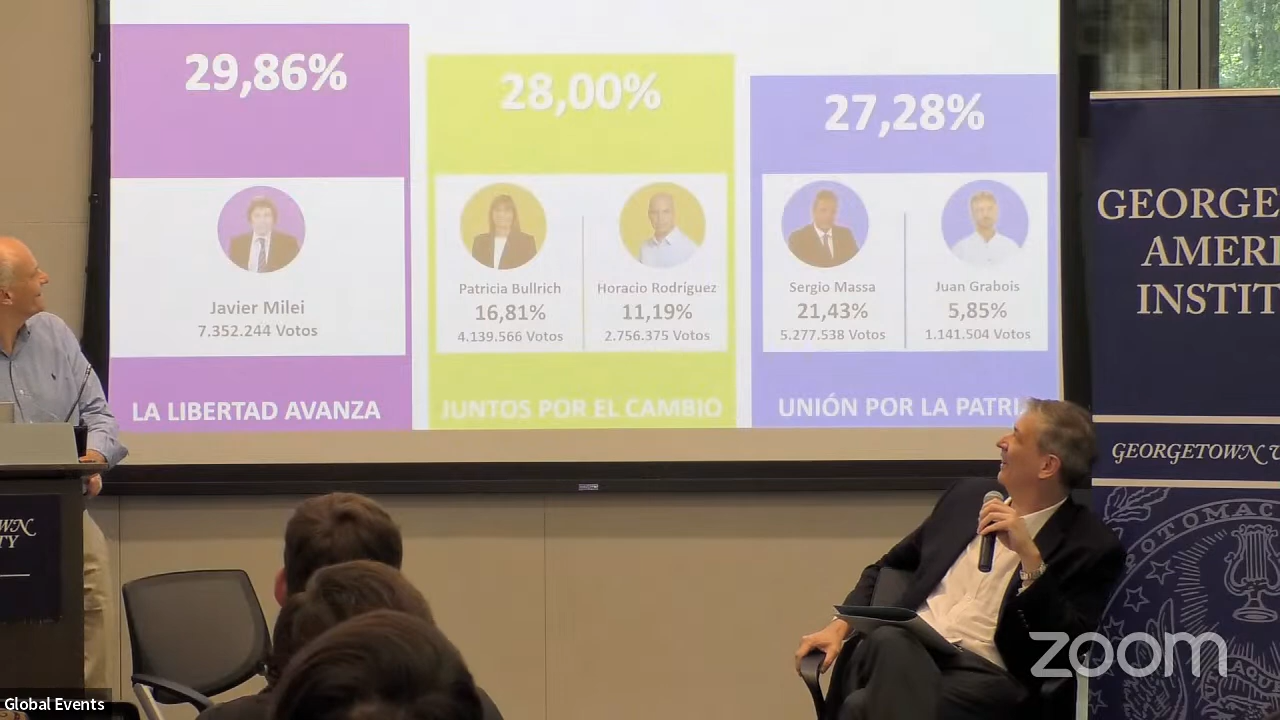 29,86%
28,00%
27,28%
Javier Milei
7.352.244 Votos
Patricia Bullrich
16,81%
4.139.566 Votos
Horacio Rodríguez
11,19%
2.756.375 Votos
Sergio Massa
21,43%
5.277.538 Votos
Juan Grabois
5,85%
1.141.504 Votos
LA LIBERTAD AVANZA
JUNTOS POR EL CAMBIO
UNIÓN POR LA PATRI
GEORGE
AMERI
INSTIT
GEORGETOWN U
WN
TY
POTOMAC
zoom
Global Events